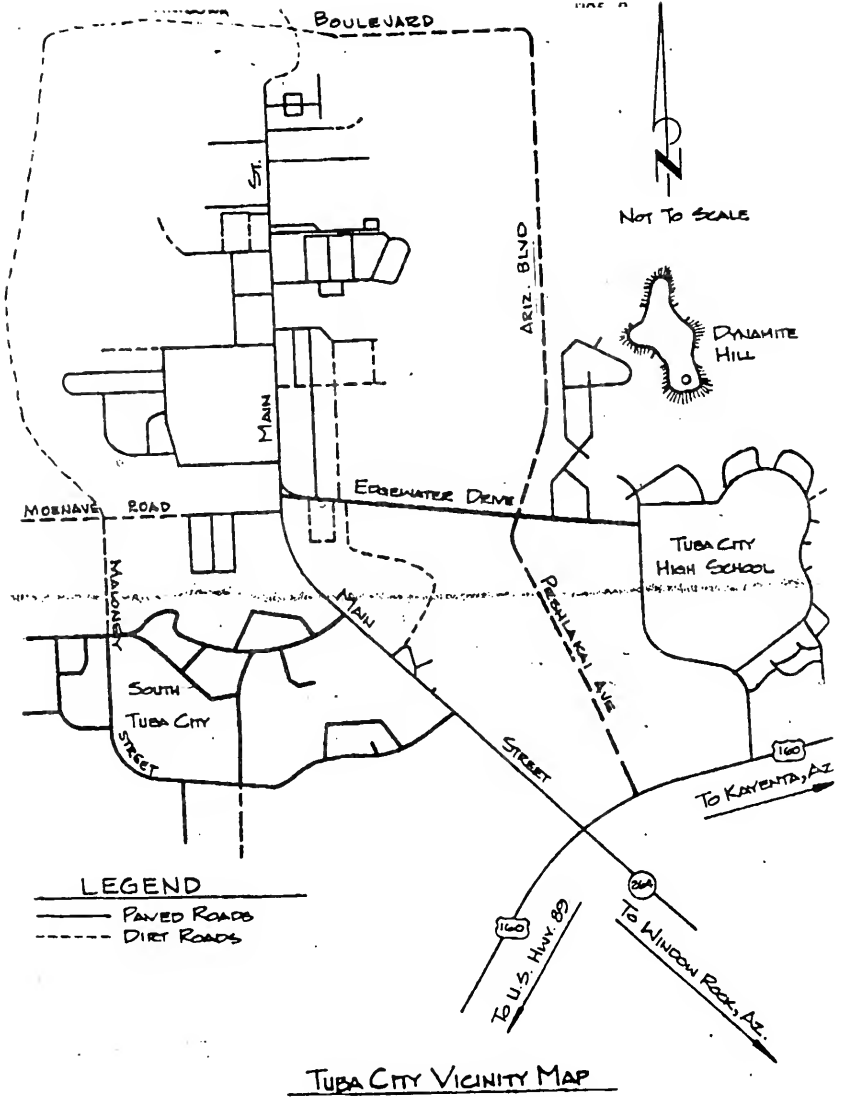 BOULEVARD
ST.
NOT TO SCALE
N
ARIZ. BLVD
DYNAMITE
HILL
MAIN
EDGEWATER DRIVE
MOENAVE ROAD
TUBA CITY
HIGH SCHOOL
MALONEY
MAIN
PESHLAKAI AVE
SOUTH
TUBA CITY
STREET
STREET
160
TO KAYENTA, AZ
LEGEND
PAVED ROADS
DIRT ROADS
264
160
TO U.S. HWY. 89
TO WINDOW ROCK, AZ.
TUBA CITY VICINITY MAP